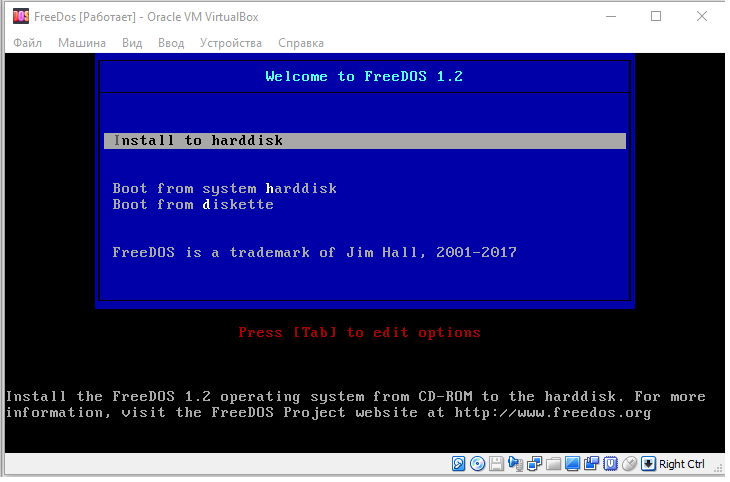 FreeDos [Работает] - Oracle VM VirtualBox
Файл Машина Вид Ввод Устройства Справка
Welcome to FreeDOS 1.2
Install to harddisk
Boot from system harddisk
Boot from diskette
FreeDOS is a trademark of Jim Hall, 2001-2017
Press [Tab] to edit options
Install the FreeDOS 1.2 operating system from CD-ROM to the harddisk. For more
information, visit the FreeDOS Project website at http://www.freedos.org
Right Ctrl